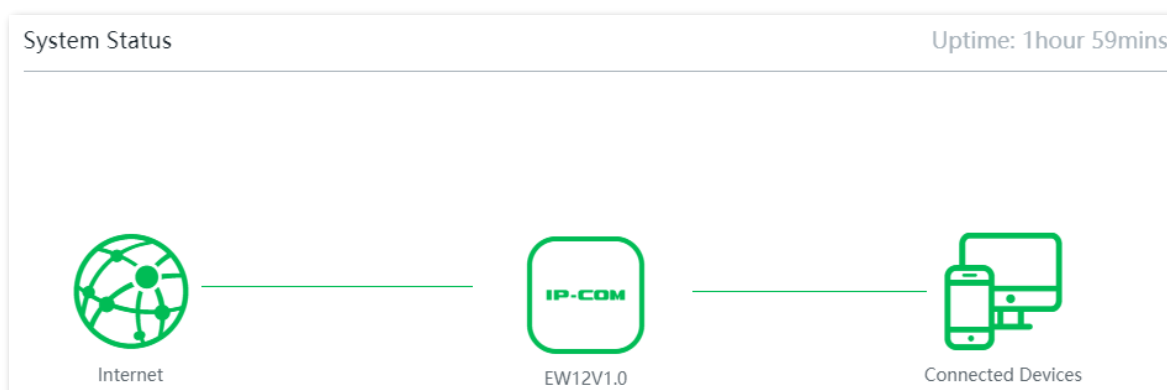 System Status
Uptime: 1hour 59mins
IP-COM
Internet
EW12V1.0
Connected Devices